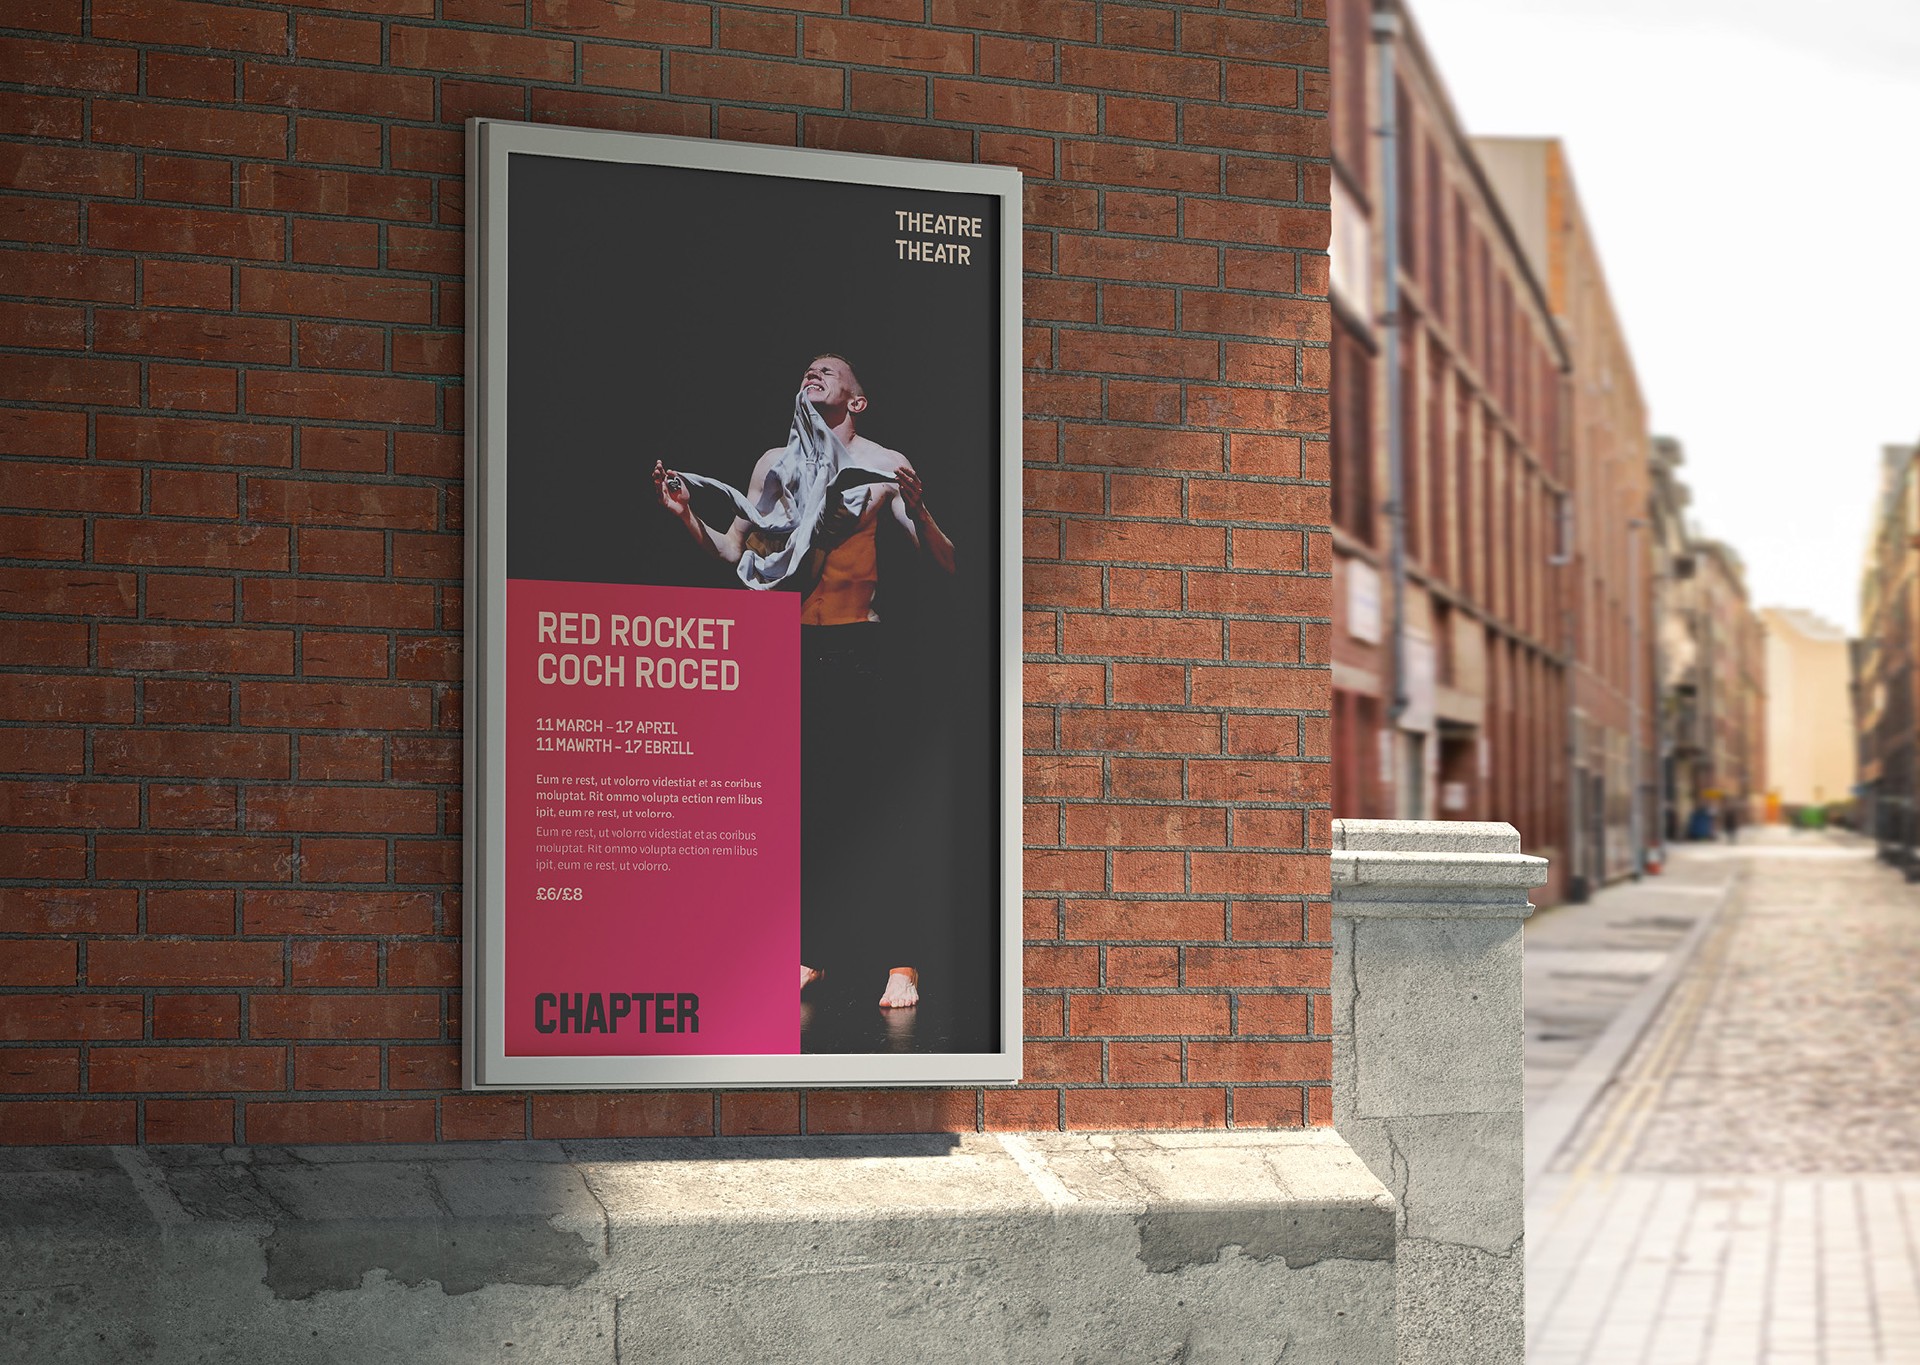 THEATRE
THEATR
RED ROCKET
COCH ROCED
11 MARCH – 17 APRIL
11 MAWRTH – 17 EBRILL
Eum re rest, ut volorro videstiat et as coribus
moluptat. Rit ommo volupta ection rem libus
ipit, eum re rest, ut volorro.
Eum re rest, ut volorro videstiat et as coribus
moluptat. Rit ommo volupta ection rem libus
ipit, eum re rest, ut volorro.
£6/£8
CHAPTER